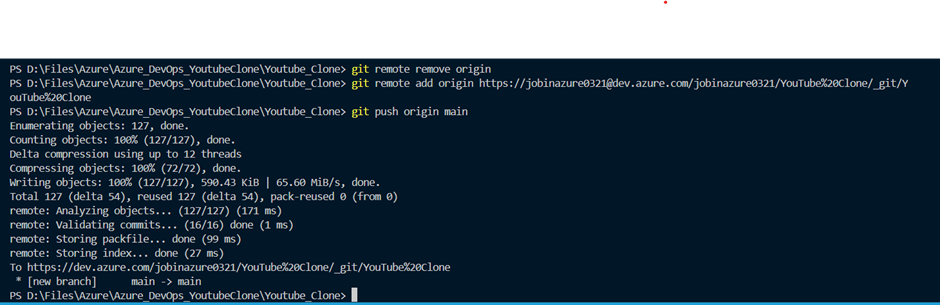 PS D:\Files\Azure\Azure_DevOps_YoutubeClone\Youtube_Clone> git remote remove origin
PS D:\Files\Azure\Azure_DevOps_YoutubeClone\Youtube_Clone> git remote add origin https://jobinazure0321@dev.azure.com/jobinazure0321/YouTube%20Clone/_git/Y
ouTube%20Clone
PS D:\Files\Azure\Azure_DevOps_YoutubeClone\Youtube_Clone> git push origin main
Enumerating objects: 127, done.
Counting objects: 100% (127/127), done.
Delta compression using up to 12 threads
Compressing objects: 100% (72/72), done.
Writing objects: 100% (127/127), 590.43 KiB | 65.60 MiB/s, done.
Total 127 (delta 54), reused 127 (delta 54), pack-reused 0 (from 0)
remote: Analyzing objects... (127/127) (171 ms)
remote: Validating commits... (16/16) done (1 ms)
remote: Storing packfile... done (99 ms)
remote: Storing index... done (27 ms)
To https://dev.azure.com/jobinazure0321/YouTube%20Clone/_git/YouTube%20Clone
 * [new branch]      main -> main
PS D:\Files\Azure\Azure_DevOps_YoutubeClone\Youtube_Clone>